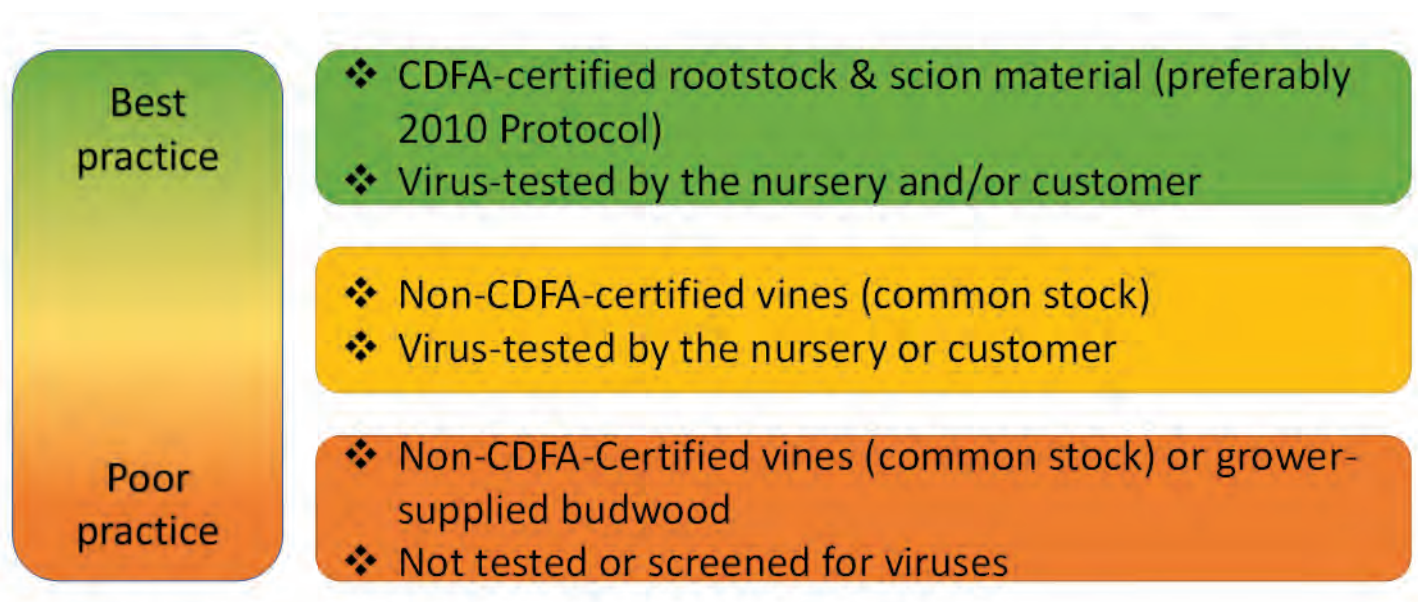 Best
practice
❖ CDFA-certified rootstock & scion material (preferably
2010 Protocol)
❖ Virus-tested by the nursery and/or customer
❖ Non-CDFA-certified vines (common stock)
❖ Virus-tested by the nursery or customer
Poor
practice
❖ Non-CDFA-Certified vines (common stock) or grower-
supplied budwood
❖ Not tested or screened for viruses